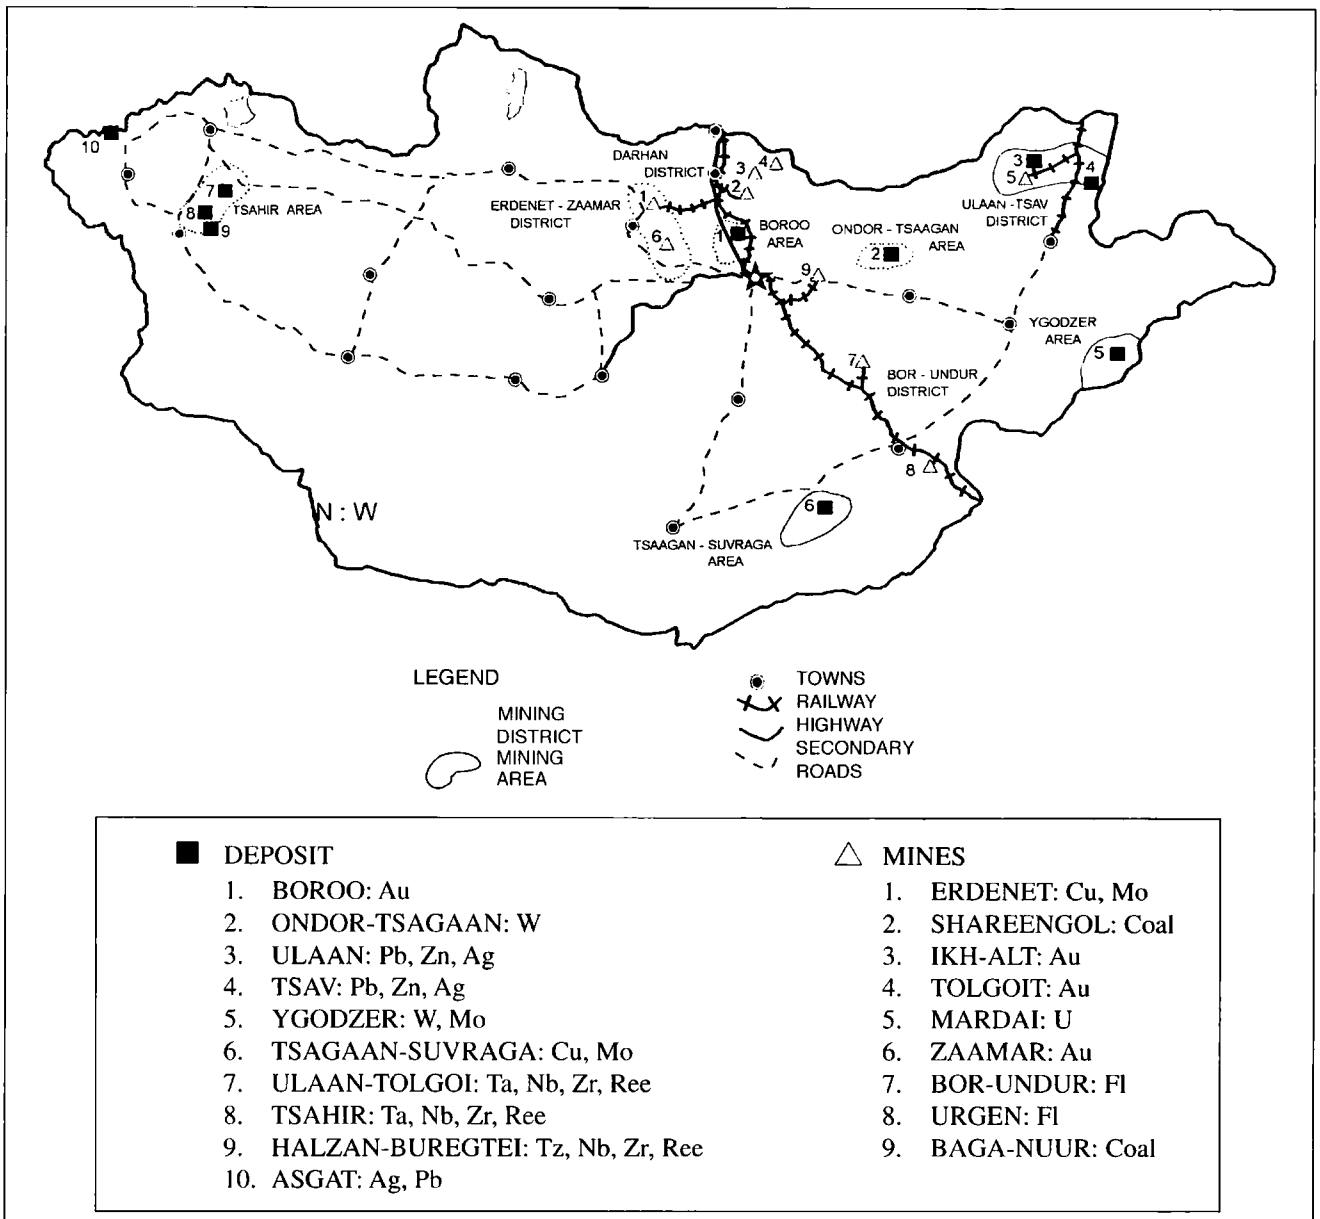 10
7
8
9
TSAHIR AREA
DARHAN
DISTRICT
3
4
2
ERDENET - ZAAMAR
DISTRICT
1
6
1
BOROO
AREA
ONDOR - TSAAGAN
AREA
2
9
3
5
4
ULAAN - TSAV
DISTRICT
YGODZER
AREA
5
7
BOR - UNDUR
DISTRICT
8
6
N : W
TSAAGAN - SUVRAGA
AREA
LEGEND
MINING
DISTRICT
MINING
AREA
TOWNS
RAILWAY
HIGHWAY
SECONDARY
ROADS
DEPOSIT
1. BOROO: Au
2. ONDOR-TSAGAAN: W
3. ULAAN: Pb, Zn, Ag
4. TSAV: Pb, Zn, Ag
5. YGODZER: W, Mo
6. TSAGAAN-SUVRAGA: Cu, Mo
7. ULAAN-TOLGOI: Ta, Nb, Zr, Ree
8. TSAHIR: Ta, Nb, Zr, Ree
9. HALZAN-BUREGTEI: Tz, Nb, Zr, Ree
10. ASGAT: Ag, Pb
MINES
1. ERDENET: Cu, Mo
2. SHAREENGOL: Coal
3. IKH-ALT: Au
4. TOLGOIT: Au
5. MARDAI: U
6. ZAAMAR: Au
7. BOR-UNDUR: Fl
8. URGEN: Fl
9. BAGA-NUUR: Coal